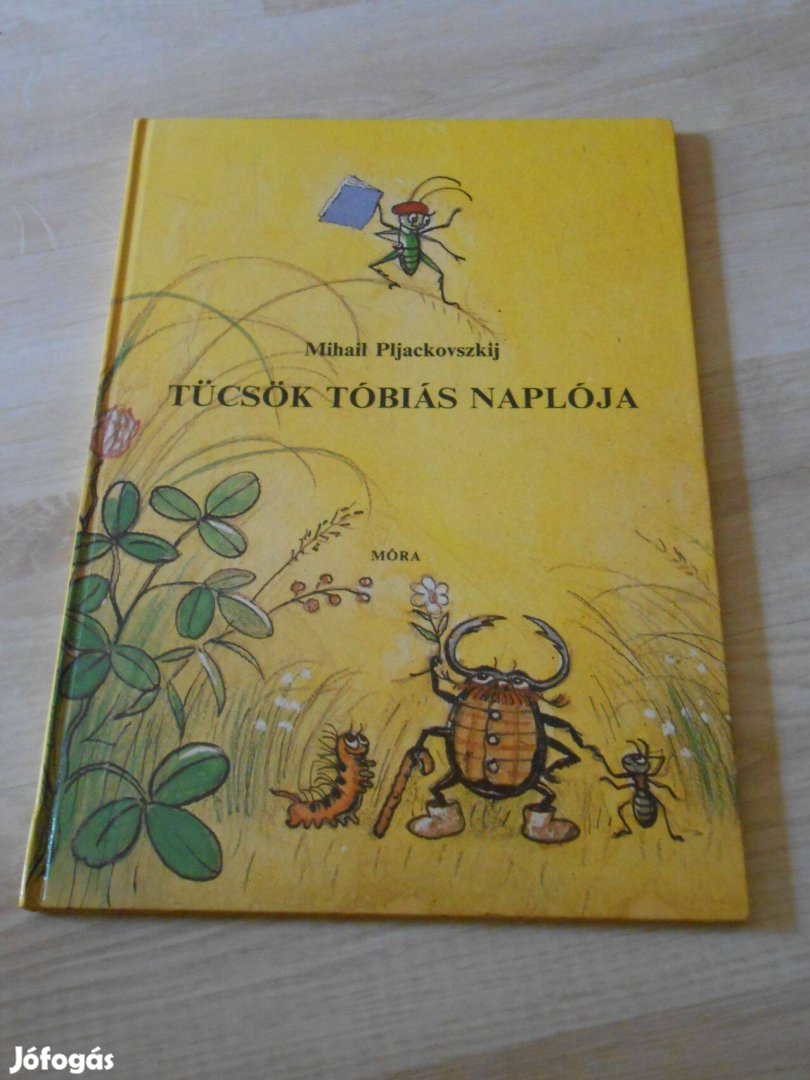 Mihail Pljackovszkij
TÜCSÖK TÓBIÁS NAPLÓJA
MÓRA
Jófogás